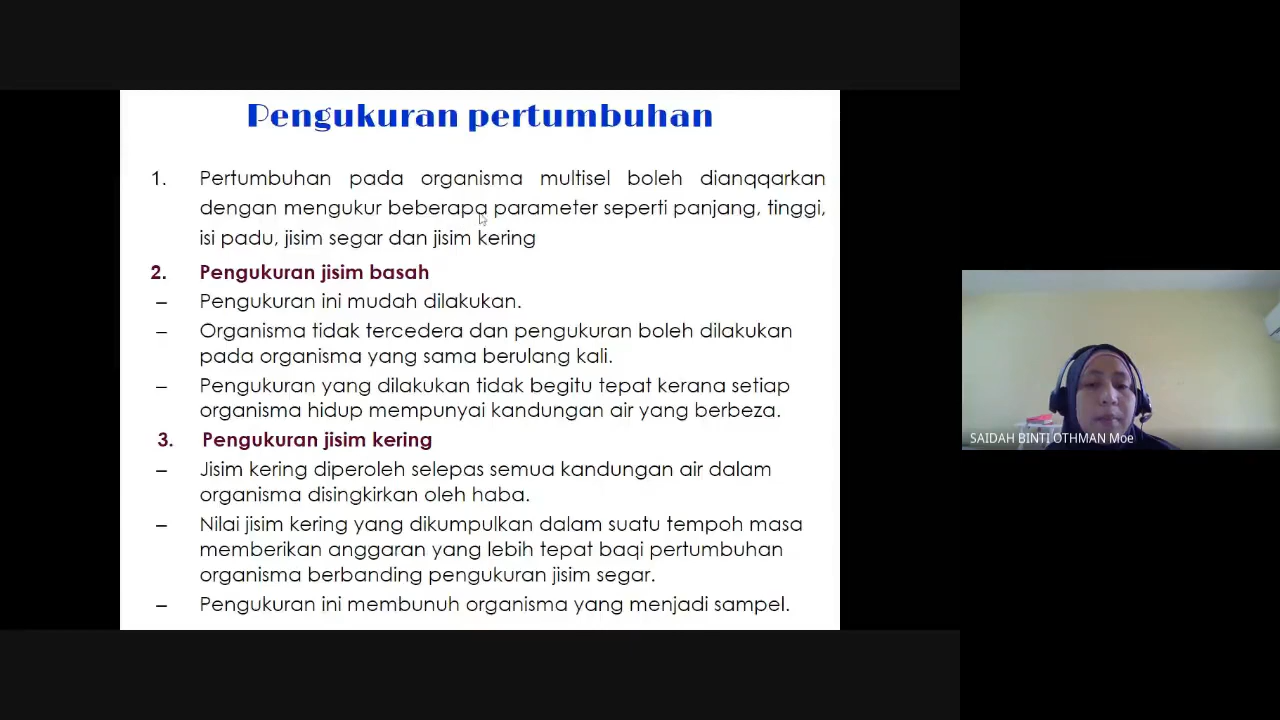 Pengukuran pertumbuhan
1. Pertumbuhan pada organisma multisel boleh dianqqarkan
dengan mengukur beberapa parameter seperti panjang, tinggi,
isi padu, jisim segar dan jisim kering
2. Pengukuran jisim basah
– Pengukuran ini mudah dilakukan.
– Organisma tidak tercedera dan pengukuran boleh dilakukan
pada organisma yang sama berulang kali.
– Pengukuran yang dilakukan tidak begitu tepat kerana setiap
organisma hidup mempunyai kandungan air yang berbeza.
3. Pengukuran jisim kering
– Jisim kering diperoleh selepas semua kandungan air dalam
organisma disingkirkan oleh haba.
– Nilai jisim kering yang dikumpulkan dalam suatu tempoh masa
memberikan anggaran yang lebih tepat baqi pertumbuhan
organisma berbanding pengukuran jisim segar.
– Pengukuran ini membunuh organisma yang menjadi sampel.
SAIDAH BINTI OTHMAN Moe